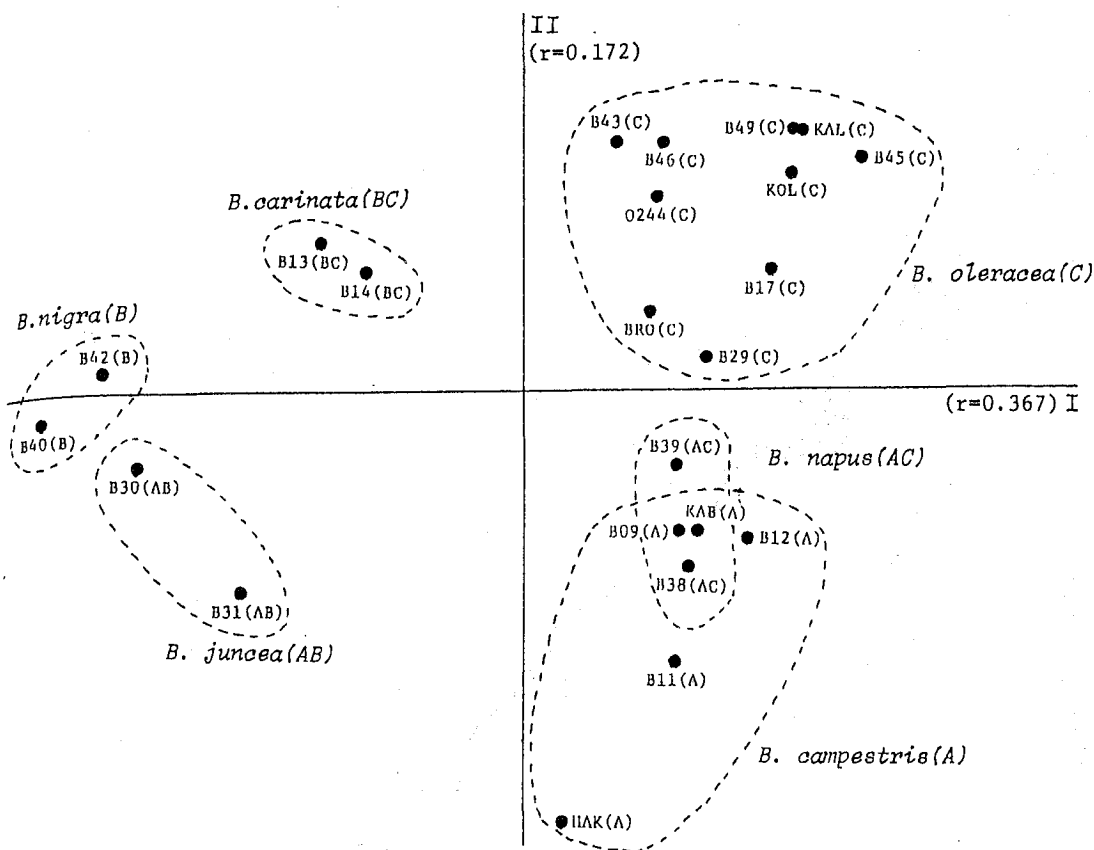 II
(r=0.172)
B43(C)
B46(C)
B49(C)
KAL(C)
B45(C)
KOL(C)
O244(C)
B.carinata(BC)
B13(BC)
B14(BC)
B17(C)
B. oleracea(C)
BRO(C)
B29(C)
B.nigra(B)
B42(B)
B40(B)
(r=0.367) I
B30(AB)
B31(AB)
B. juncea(AB)
B39(AC)
B. napus(AC)
KAB(A)
B09(A)
B12(A)
B38(AC)
B11(A)
B. campestris(A)
HAK(A)